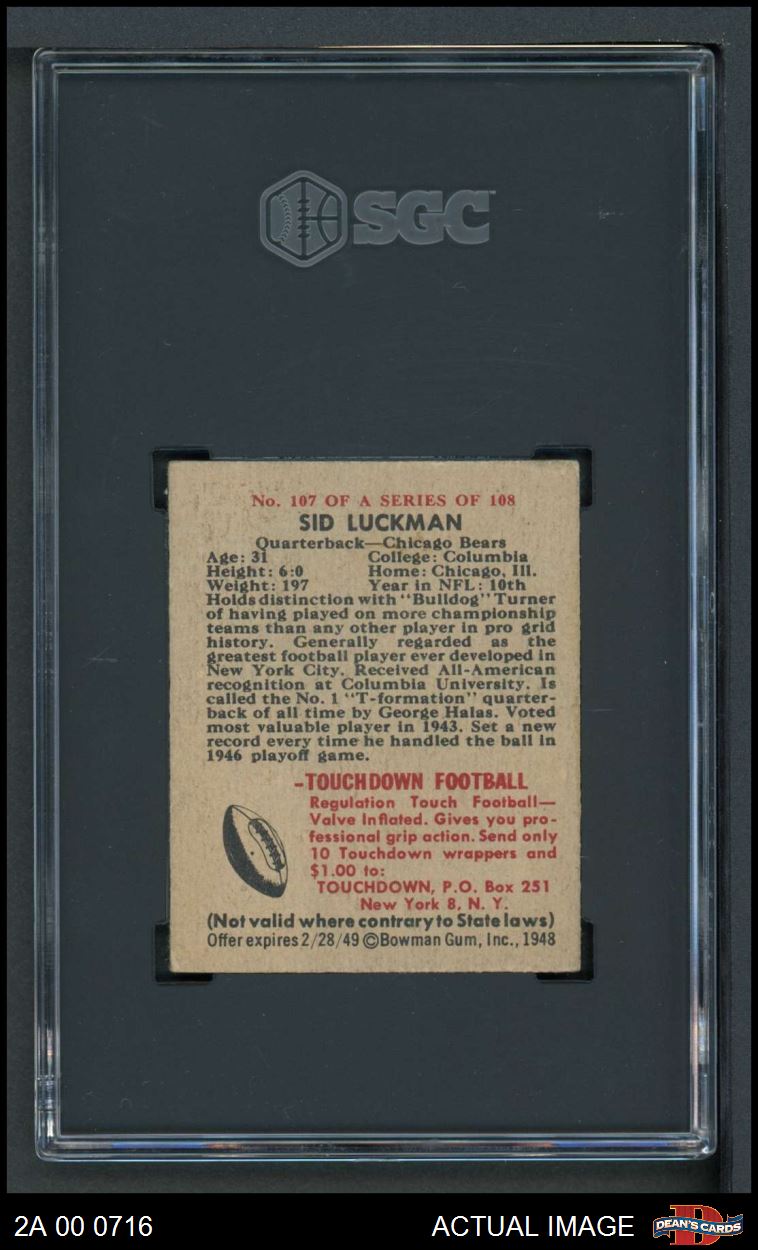 SGC
No. 107 OF A SERIES OF 108
SID LUCKMAN
Quarterback—Chicago Bears
Age: 31 College: Columbia
Height: 6:0 Home: Chicago, Ill.
Weight: 197 Year in NFL: 10th
Holds distinction with "Bulldog" Turner
of having played on more championship
teams than any other player in pro grid
history. Generally regarded as the
greatest football player ever developed in
New York City. Received All-American
recognition at Columbia University. Is
called the No. 1 "T-formation" quarter-
back of all time by George Halas. Voted
most valuable player in 1943. Set a new
record every time he handled the ball in
1946 playoff game.
-TOUCHDOWN FOOTBALL
Regulation Touch Football—
Valve Inflated. Gives you pro-
fessional grip action. Send only
10 Touchdown wrappers and
$1.00 to:
TOUCHDOWN, P.O. Box 251
New York 8, N. Y.
(Not valid where contrary to State laws)
Offer expires 2/28/49 ©Bowman Gum, Inc., 1948
2A 00 0716 ACTUAL IMAGE DEAN'S CARDS